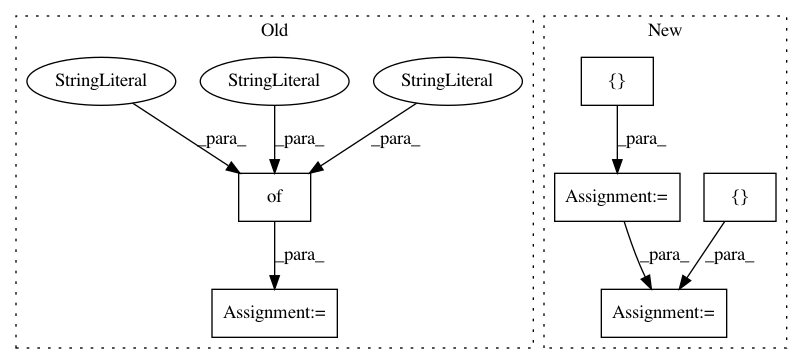 Old
New
StringLiteral
StringLiteral
StringLiteral
{}
_para_
_para_
_para_
_para_
of
Assignment:=
{}
_para_
_para_
_para_
Assignment:=
Assignment:=